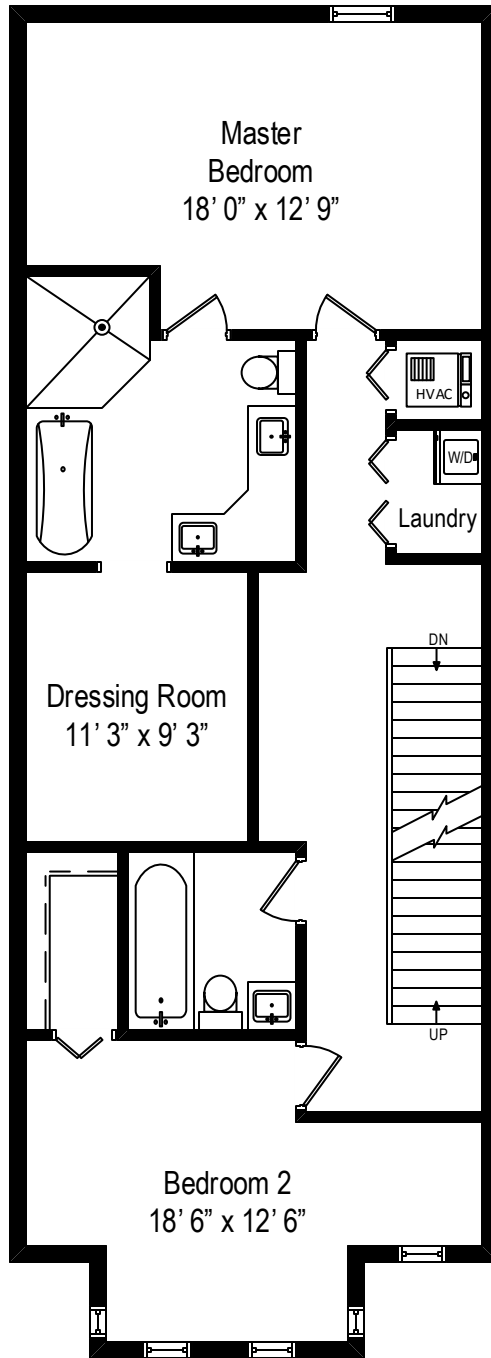 Master
Bedroom
18’ 0” x 12’ 9”
HVAC
W/D
Laundry
DN
Dressing Room
11’ 3” x 9’ 3”
UP
Bedroom 2
18’ 6” x 12’ 6”